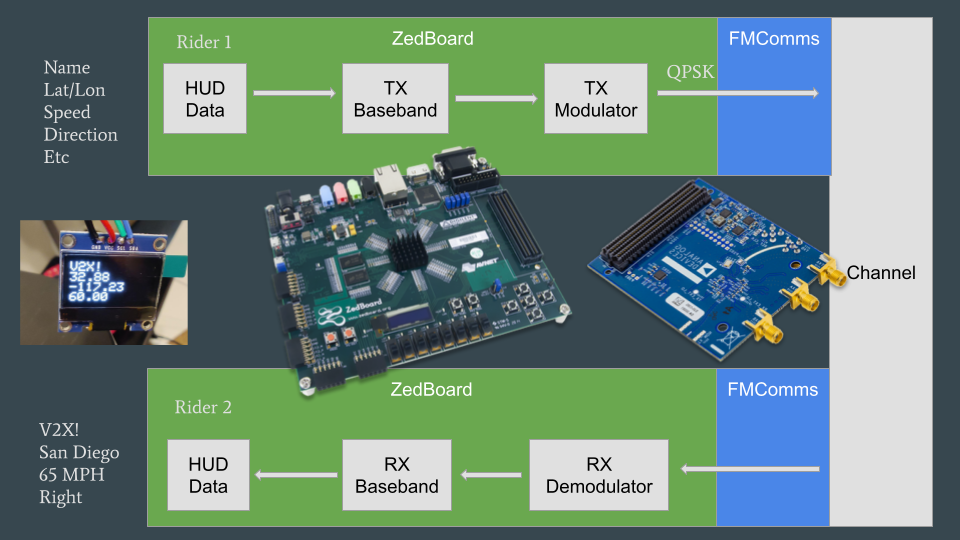 Rider 1
ZedBoard
FMComms
Name
Lat/Lon
Speed
Direction
Etc
HUD
Data
TX
Baseband
TX
Modulator
QPSK
V2X!
32.88
-117.23
60.00
AVNET
ZedBoard
Channel
Rider 2
ZedBoard
FMComms
V2X!
San Diego
65 MPH
Right
HUD
Data
RX
Baseband
RX
Demodulator